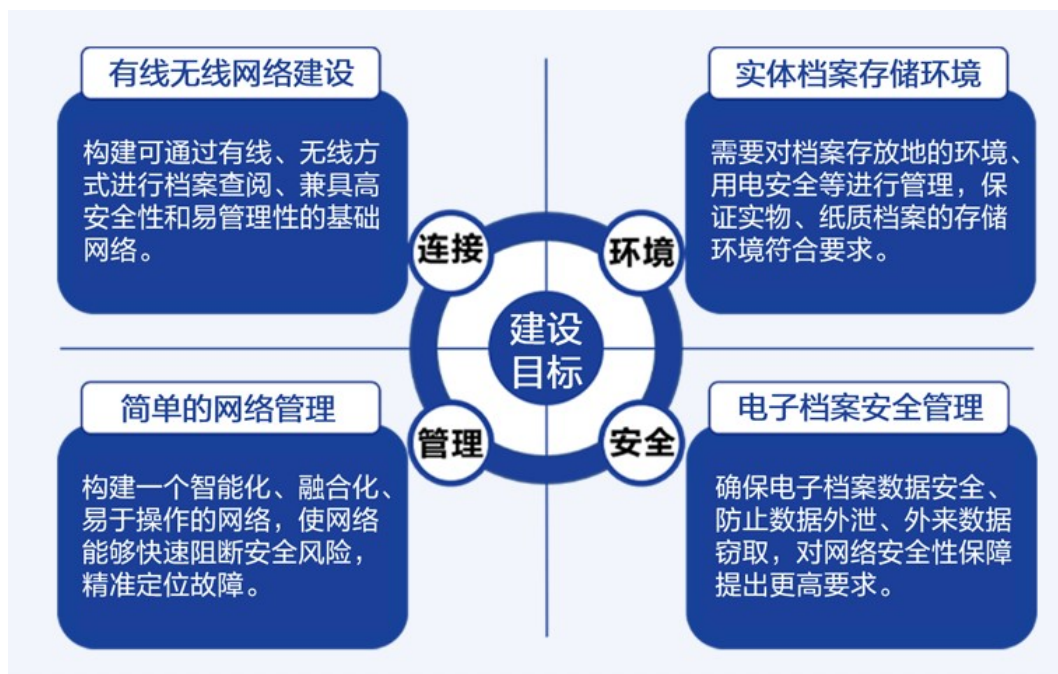 有线无线网络建设
构建可通过有线、无线方
式进行档案查阅、兼具高
安全性和易管理性的基础
网络。
实体档案存储环境
需要对档案存放地的环境、
用电安全等进行管理，保
证实物、纸质档案的存储
环境符合要求。
连接
环境
建设
目标
管理
安全
简单的网络管理
构建一个智能化、融合化、
易于操作的网络，使网络
能够快速阻断安全风险，
精准定位故障。
电子档案安全管理
确保电子档案数据安全、
防止数据外泄、外来数据
窃取，对网络安全性保障
提出更高要求。